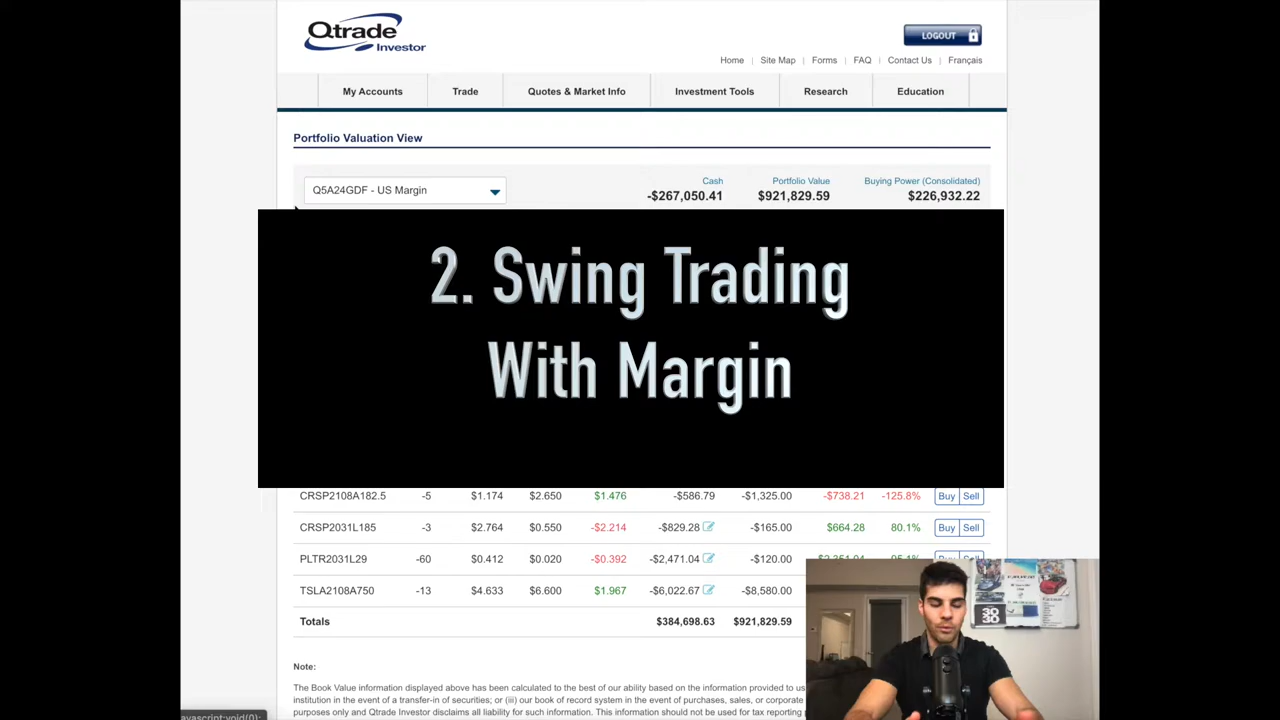 Qtrade
Investor
LOGOUT
Home | Site Map | Forms | FAQ | Contact Us | Français
My Accounts Trade Quotes & Market Info Investment Tools Research Education
Portfolio Valuation View
Q5A24GDF - US Margin
Cash Portfolio Value Buying Power (Consolidated)
-$267,050.41 $921,829.59 $226,932.22
2. Swing Trading
With Margin
CRSP2108A182.5 -5 $1.174 $2.650 $1.476 -$586.79 -$1,325.00 -$738.21 -125.8% Buy Sell
CRSP2031L185 -3 $2.764 $0.550 -$2.214 -$829.28 -$165.00 $664.28 80.1% Buy Sell
PLTR2031L29 -60 $0.412 $0.020 -$0.392 -$2,471.04 -$120.00
TSLA2108A750 -13 $4.633 $6.600 $1.967 -$6,022.67 -$8,580.00
Totals $384,698.63 $921,829.59
Note:
The Book Value information displayed above has been calculated to the best of our ability based on the information provided to us
institution in the event of a transfer-in of securities; or (iii) our book of record system in the event of purchases, sales, or corporate
purposes only and Qtrade Investor disclaims all liability for such information. This information should not be used for tax reporting
javascript:void(0);
30
30